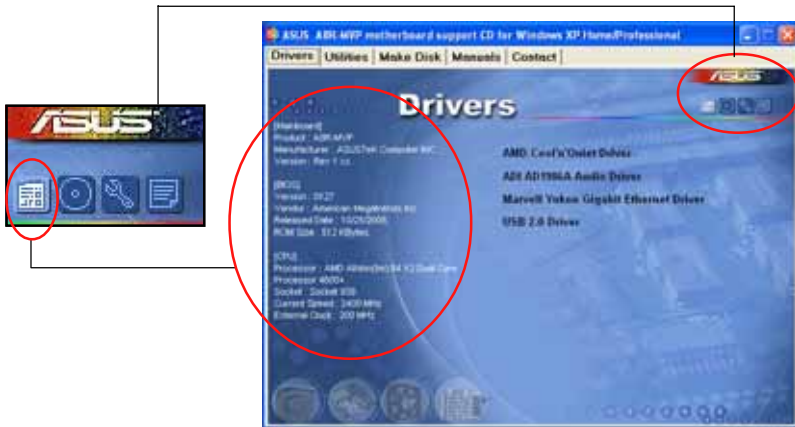 ASUS A8R-MVP motherboard support CD for Windows XP Home/Professional
Drivers Utilities Make Disk Manuals Contact
/SUS
Drivers
/SUS
[Mainboard]
Product : A8R-MVP
Manufacturer : ASUSTeK Computer INC.
Version : Rev 1.xx
[BIOS]
Version : 0127
Vendor : American Megatrends Inc.
Released Date : 10/25/2005
ROM Size : 512 KBytes
[CPU]
Processor : AMD Athlon(tm) 64 X2 Dual Core
Processor 4600+
Socket : Socket 939
Current Speed : 2400 MHz
External Clock : 200 MHz
AMD Cool'n'Quiet Driver
ADI AD1986A Audio Driver
Marvell Yukon Gigabit Ethernet Driver
USB 2.0 Driver